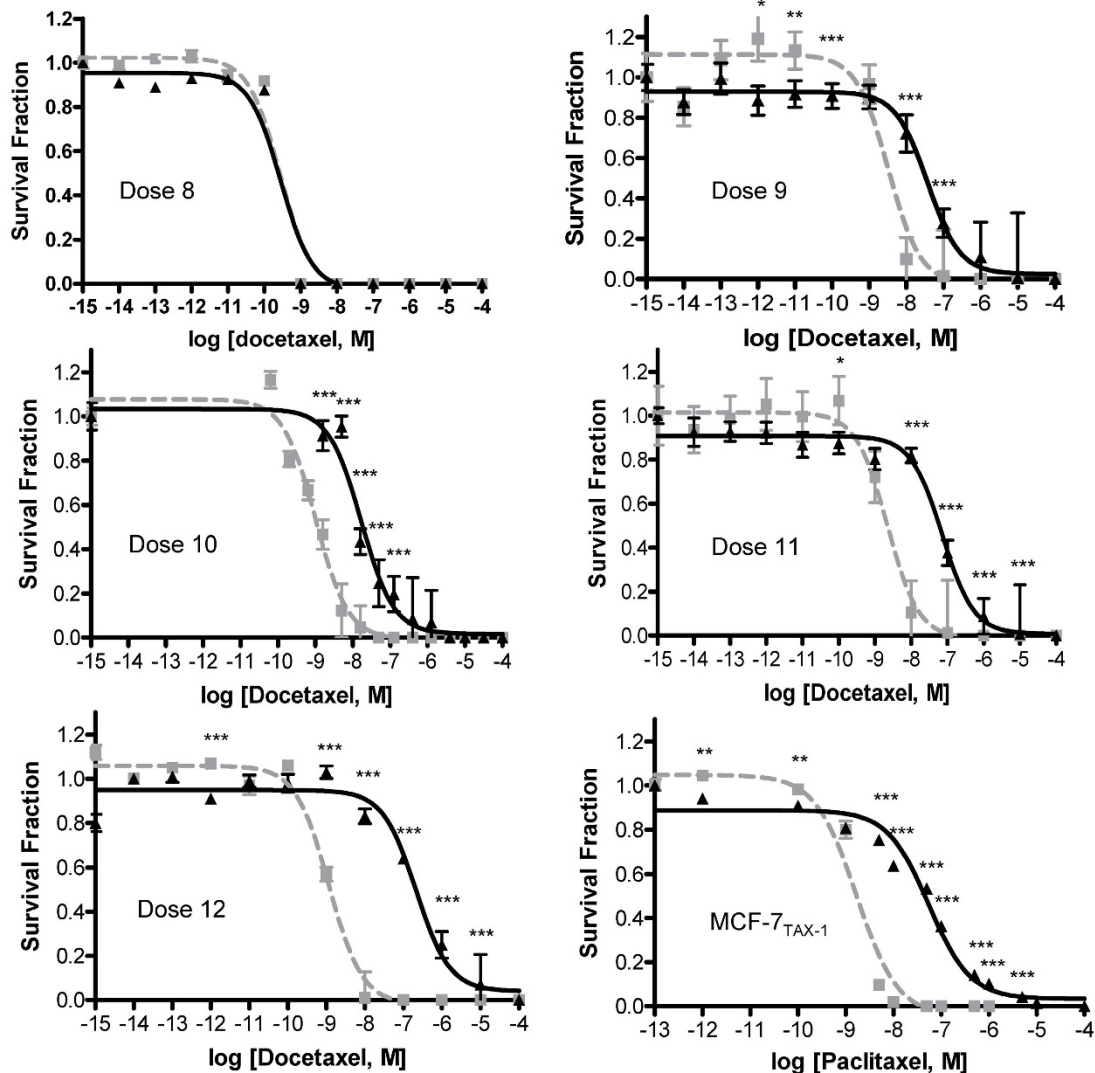 Survival Fraction
1.2
1.0
0.8
0.6
0.4
0.2
0.0
Dose 8
-15 -14 -13 -12 -11 -10 -9 -8 -7 -6 -5 -4
log [docetaxel, M]
Survival Fraction
1.2
1.0
0.8
0.6
0.4
0.2
0.0
* ** ***
***
***
Dose 9
-15 -14 -13 -12 -11 -10 -9 -8 -7 -6 -5 -4
log [Docetaxel, M]
Survival Fraction
1.2
1.0
0.8
0.6
0.4
0.2
0.0
*** ***
***
***
***
Dose 10
-15 -14 -13 -12 -11 -10 -9 -8 -7 -6 -5 -4
log [Docetaxel, M]
Survival Fraction
1.2
1.0
0.8
0.6
0.4
0.2
0.0
*
***
***
*** ***
Dose 11
-15 -14 -13 -12 -11 -10 -9 -8 -7 -6 -5 -4
log [Docetaxel, M]
Survival Fraction
1.2
1.0
0.8
0.6
0.4
0.2
0.0
*** ***
***
***
***
***
Dose 12
-15 -14 -13 -12 -11 -10 -9 -8 -7 -6 -5 -4
log [Docetaxel, M]
Survival Fraction
1.2
1.0
0.8
0.6
0.4
0.2
0.0
** **
***
***
***
***
***
***
***
MCF-7TAX-1
-13 -12 -11 -10 -9 -8 -7 -6 -5 -4
log [Paclitaxel, M]